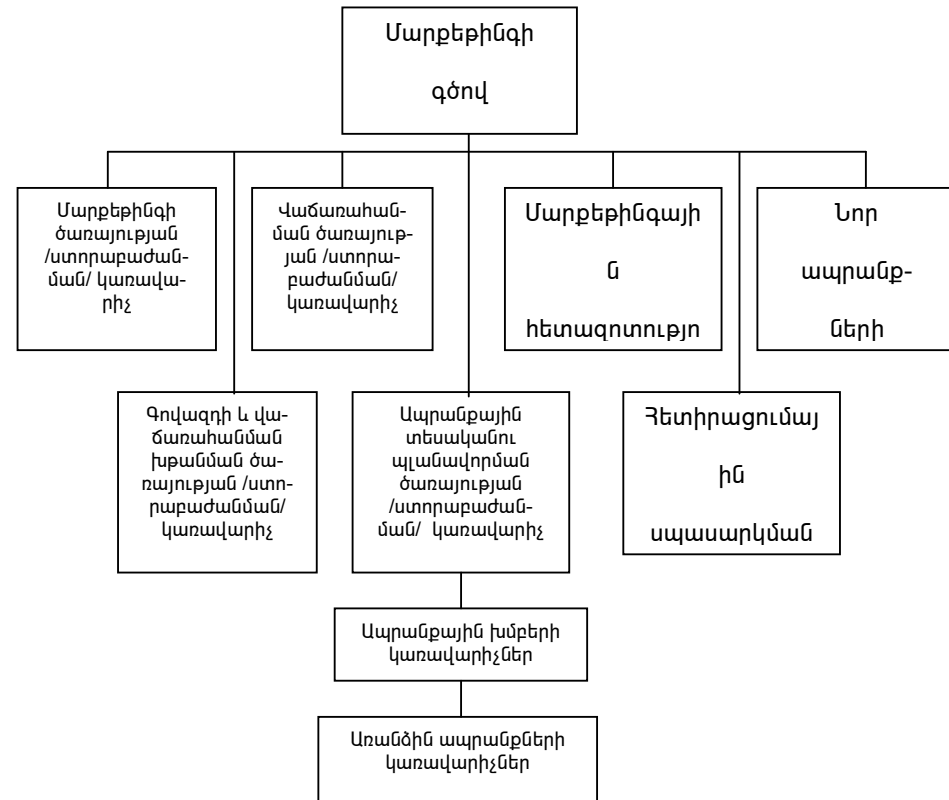 Մարքեթինգի
գծով
Մարքեթինգի
ծառայության
/ստորաբաժան-
ման/ կառավա-
րիչ
Վաճառահան-
ման ծառայութ-
յան /ստորա-
բաժանման/
կառավարիչ
Մարքեթինգայի
ն
հետազոտությո
Նոր
ապրանք-
ների
Գովազդի և վա-
ճառահանման
խթանման ծա-
ռայության /ստո-
րաբաժանման/
կառավարիչ
Ապրանքային
տեսականու
պլանավորման
ծառայության
/ստորաբաժան-
ման/ կառավարիչ
Հետիրացումայ
ին
սպասարկման
Ապրանքային խմբերի
կառավարիչներ
Առանձին ապրանքների
կառավարիչներ